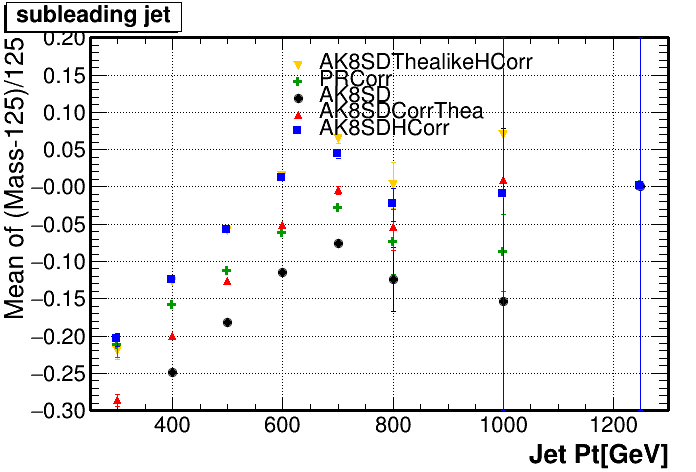 subleading jet
0.20
0.15
0.10
0.05
−0.00
−0.05
−0.10
−0.15
−0.20
−0.25
−0.30
Mean of (Mass-125)/125
AK8SDThealikeHCorr
PRCorr
AK8SD
AK8SDCorrThea
AK8SDHCorr
400 600 800 1000 1200
Jet Pt[GeV]